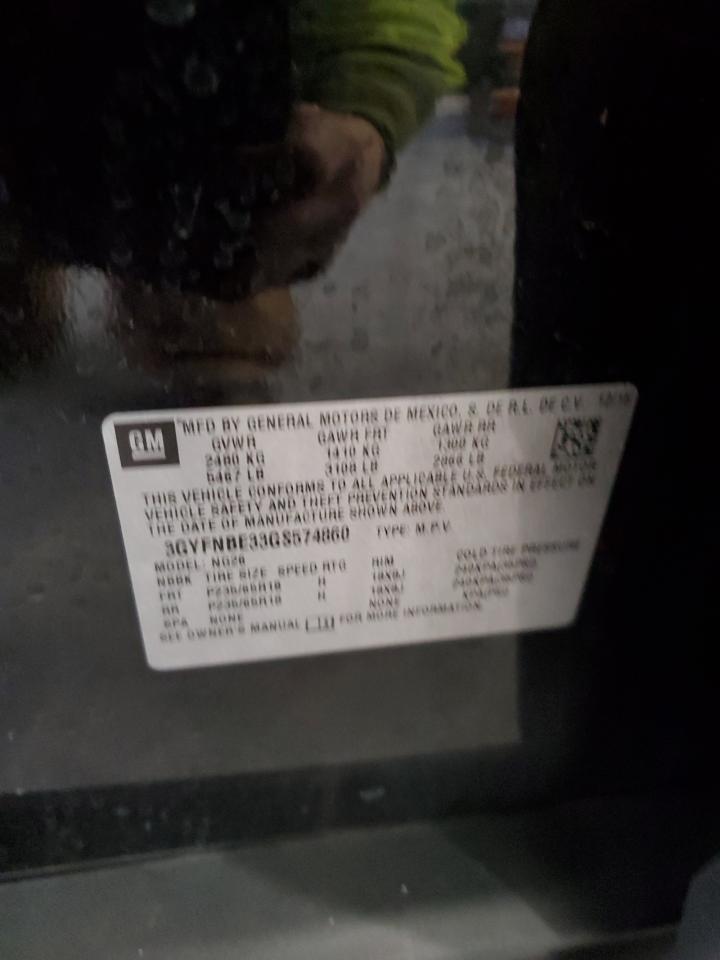 GM
MFD BY GENERAL MOTORS DE MEXICO, S. DE R.L. DE C.V. 12/15
GVWR GAWR FRT GAWR RR
2480 KG 1410 KG 1300 KG
5467 LB 3108 LB 2866 LB
THIS VEHICLE CONFORMS TO ALL APPLICABLE U.S. FEDERAL MOTOR
VEHICLE SAFETY AND THEFT PREVENTION STANDARDS IN EFFECT ON
THE DATE OF MANUFACTURE SHOWN ABOVE.
3GYFNBE33GS574860 TYPE: M.P.V.
MODEL: NG26
TIRE SIZE SPEED RTG RIM COLD TIRE PRESSURE
FRT P235/65R18 H 18X8J
RR P235/65R18 H 18X8J
SPA NONE NONE KPA/PSI
SEE OWNER'S MANUAL FOR MORE INFORMATION.